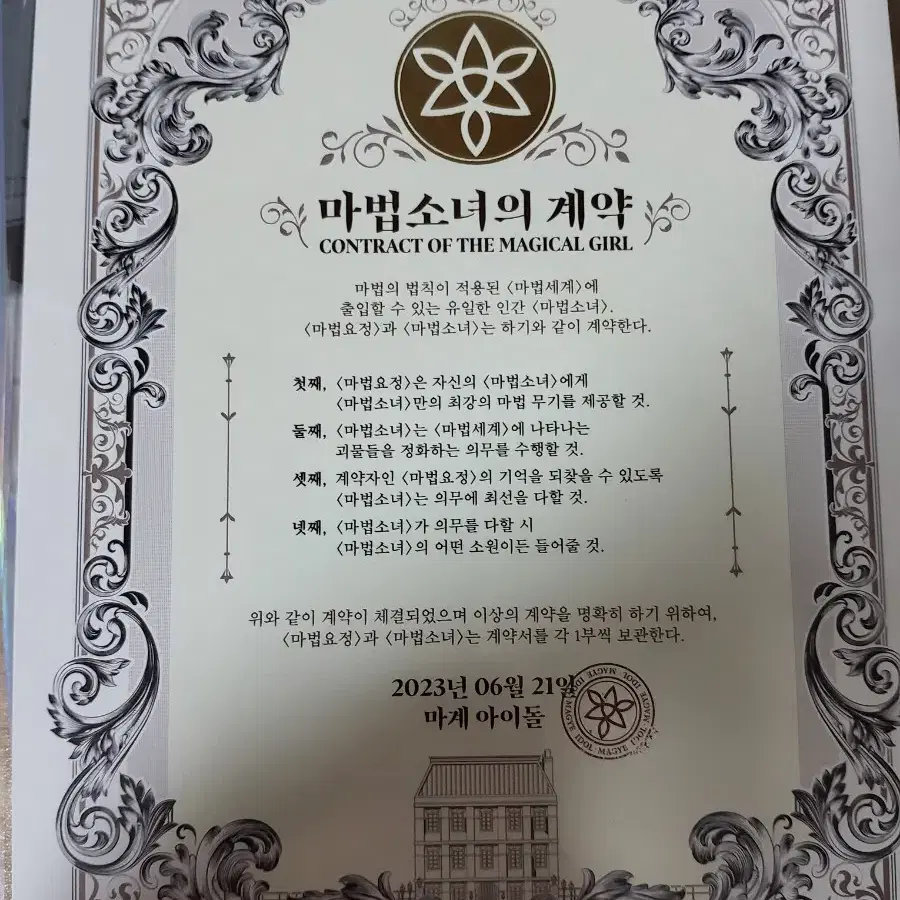 마법소녀의 계약
CONTRACT OF THE MAGICAL GIRL
마법의 법칙이 적용된 〈마법세계〉에
출입할 수 있는 유일한 인간 〈마법소녀〉.
〈마법요정〉과 〈마법소녀〉는 하기와 같이 계약한다.
첫째, 〈마법요정〉은 자신의 〈마법소녀〉에게
〈마법소녀〉만의 최강의 마법 무기를 제공할 것.
둘째, 〈마법소녀〉는 〈마법세계〉에 나타나는
괴물들을 정화하는 의무를 수행할 것.
셋째, 계약자인 〈마법요정〉의 기억을 되찾을 수 있도록
〈마법소녀〉는 의무에 최선을 다할 것.
넷째, 〈마법소녀〉가 의무를 다할 시
〈마법소녀〉의 어떤 소원이든 들어줄 것.
위와 같이 계약이 체결되었으며 이상의 계약을 명확히 하기 위하여,
〈마법요정〉과 〈마법소녀〉는 계약서를 각 1부씩 보관한다.
2023년 06월 21일
마계 아이돌
MAGYE IDOL MAGYE IDOL MAGYE IDOL